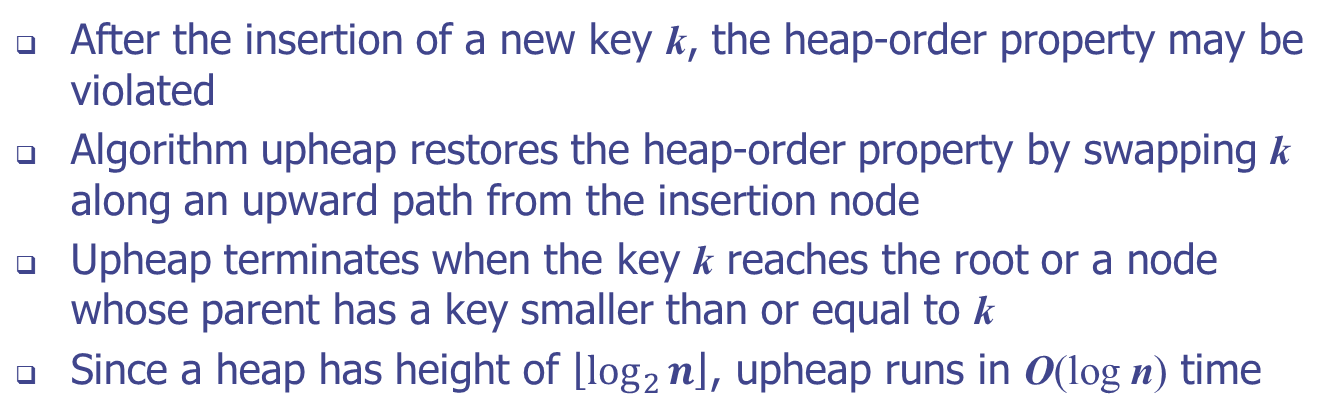 ❑ After the insertion of a new key k, the heap-order property may be
violated
❑ Algorithm upheap restores the heap-order property by swapping k
along an upward path from the insertion node
❑ Upheap terminates when the key k reaches the root or a node
whose parent has a key smaller than or equal to k
❑ Since a heap has height of ⌊log₂ n⌋, upheap runs in O(log n) time